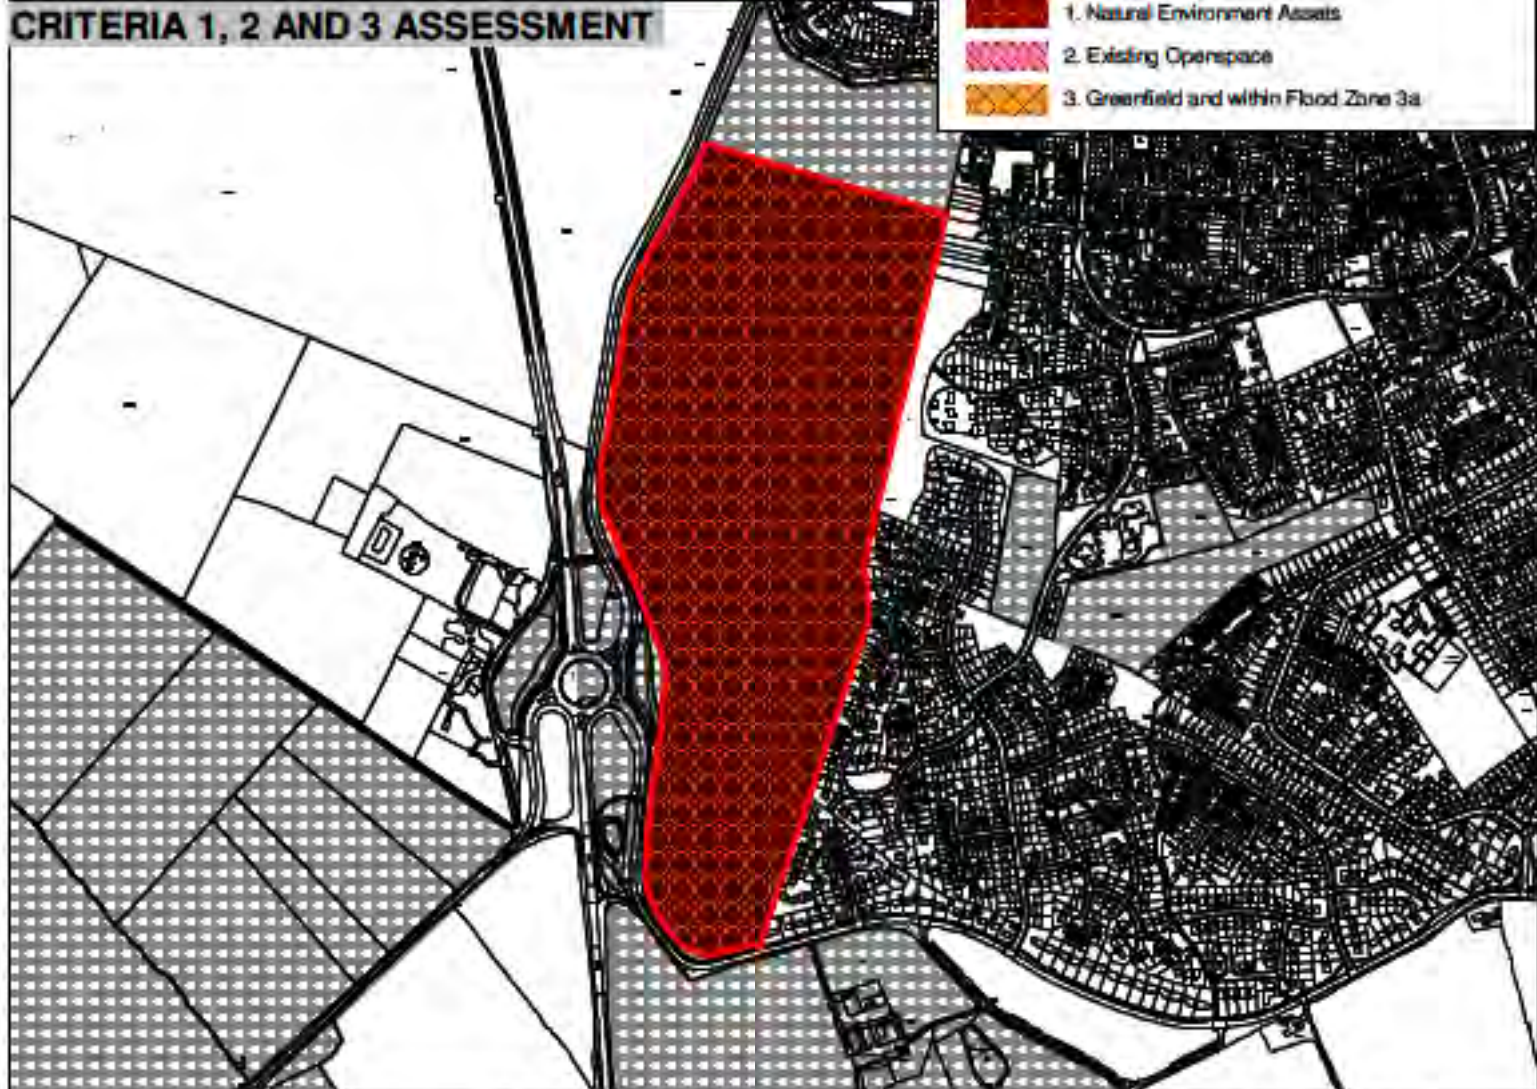 CRITERIA 1, 2 AND 3 ASSESSMENT
1. Natural Environment Assets
2. Existing Openspace
3. Greenfield and within Flood Zone 3a